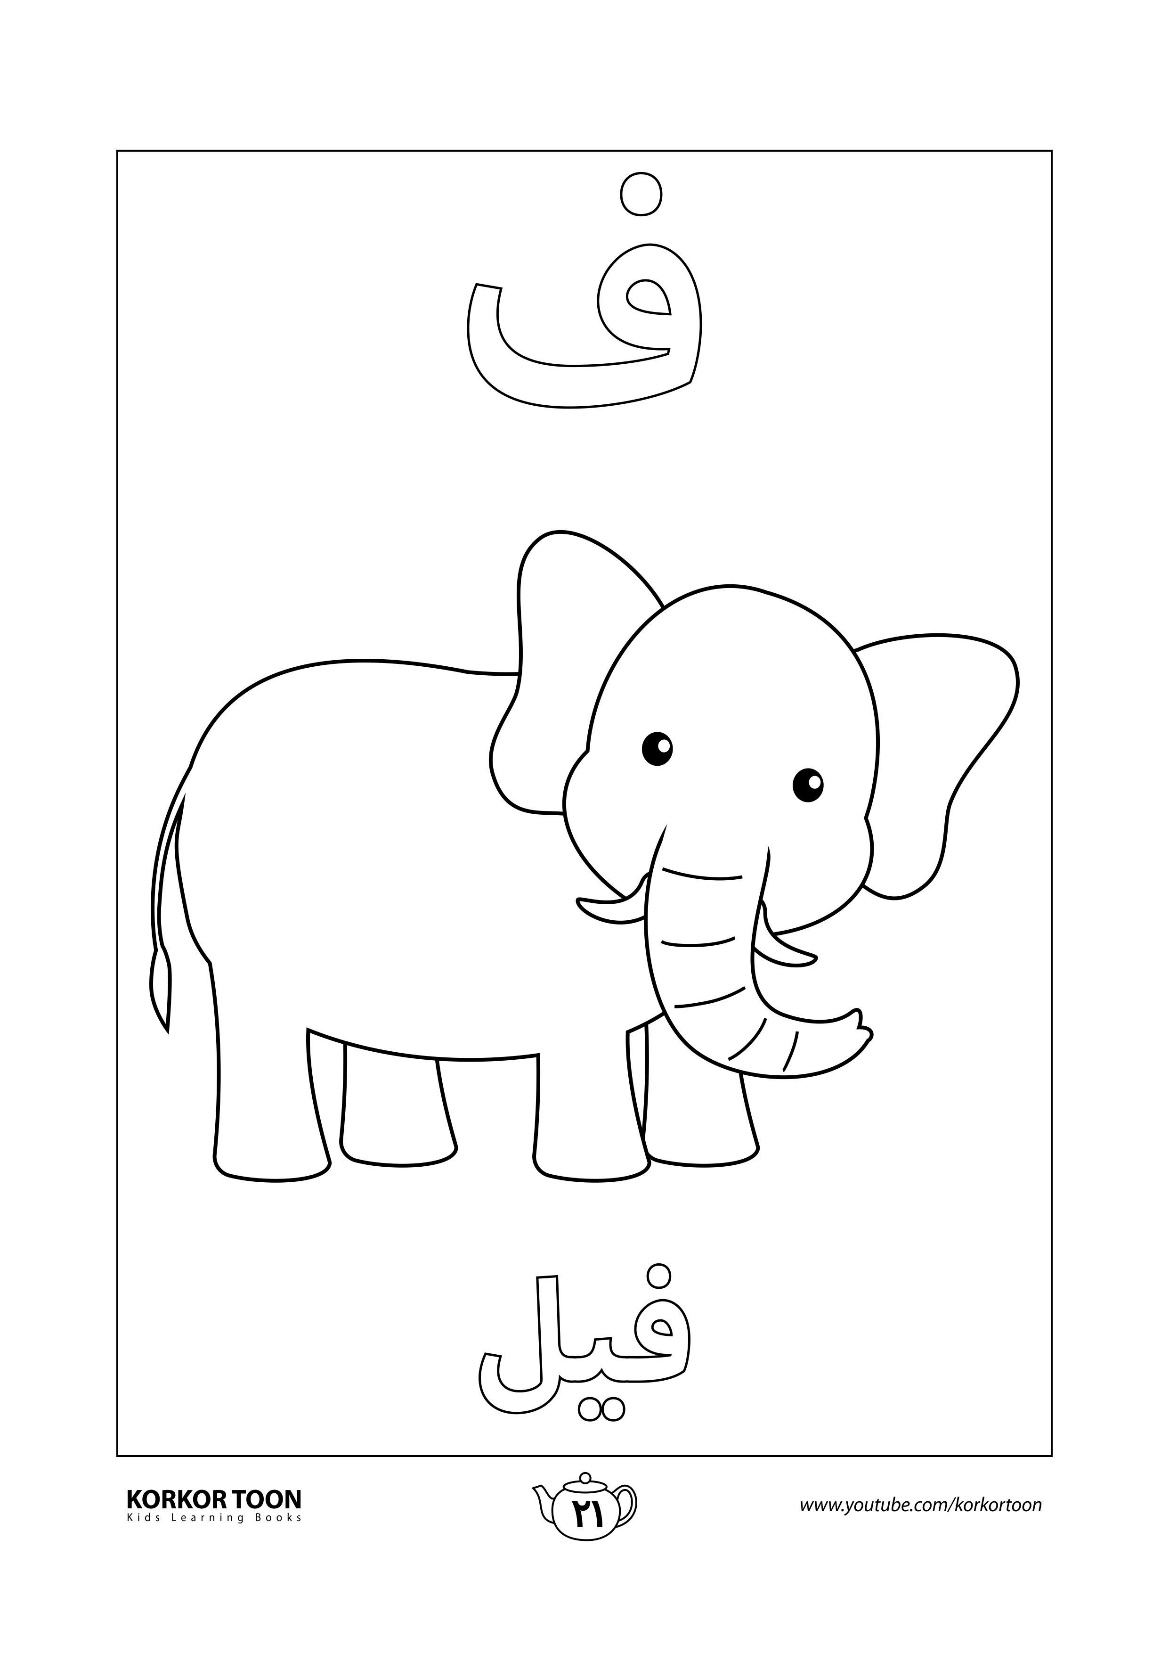 ف
فيل
KORKOR TOON
Kids Learning Books
٢١
www.youtube.com/korkortoon